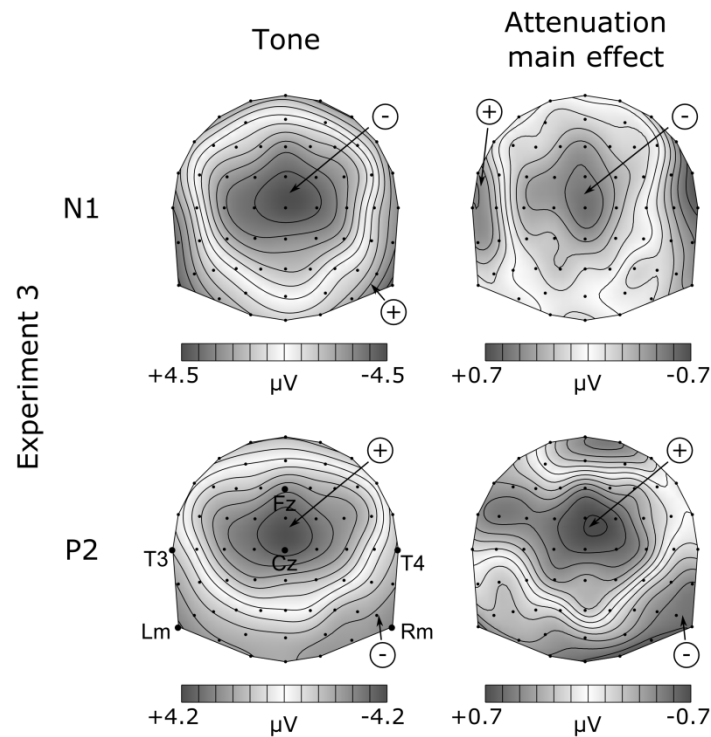 Tone
Attenuation
main effect
Experiment 3
N1
-
+
-
+
+4.5 -4.5
µV
+0.7 -0.7
µV
P2
+
Fz
T3
Cz
T4
Lm
Rm
-
+
-
+4.2 -4.2
µV
+0.7 -0.7
µV